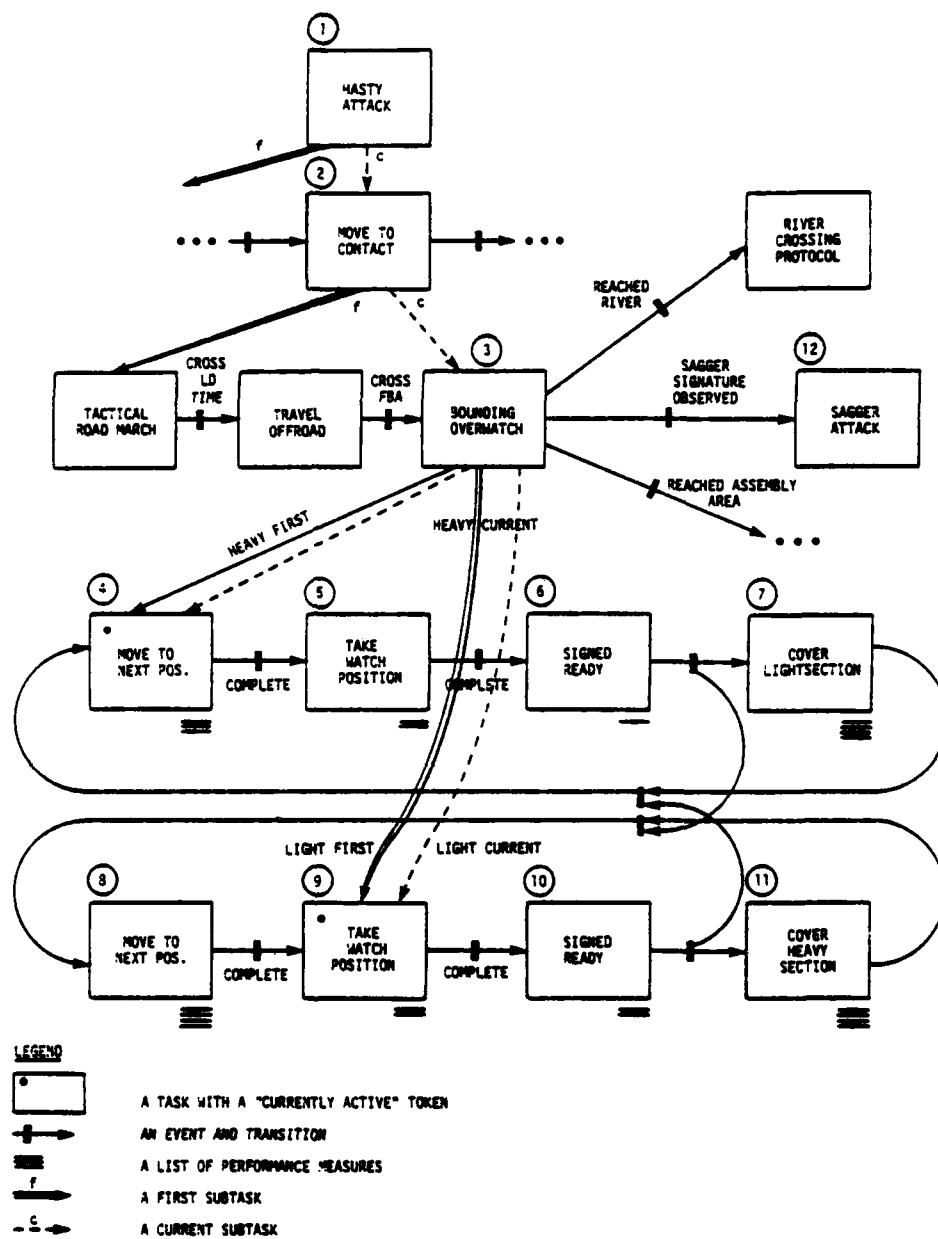 1
HASTY
ATTACK
f
c
2
MOVE TO
CONTACT
RIVER
CROSSING
PROTOCOL
REACHED
RIVER
f
c
3
12
CROSS
LD
TIME
CROSS
FBA
SAGGER
SIGNATURE
OBSERVED
TACTICAL
ROAD MARCH
TRAVEL
OFFROAD
BOUNDING
OVERWATCH
SAGGER
ATTACK
REACHED ASSEMBLY
AREA
HEAVY FIRST
HEAVY CURRENT
4
5
6
7
MOVE TO
NEXT POS.
TAKE
WATCH
POSITION
SIGNED
READY
COVER
LIGHTSECTION
COMPLETE
COMPLETE
LIGHT FIRST
LIGHT CURRENT
8
9
10
11
MOVE TO
NEXT POS.
TAKE
WATCH
POSITION
SIGNED
READY
COVER
HEAVY
SECTION
COMPLETE
COMPLETE
LEGEND
A TASK WITH A "CURRENTLY ACTIVE" TOKEN
AN EVENT AND TRANSITION
A LIST OF PERFORMANCE MEASURES
f
A FIRST SUBTASK
c
A CURRENT SUBTASK